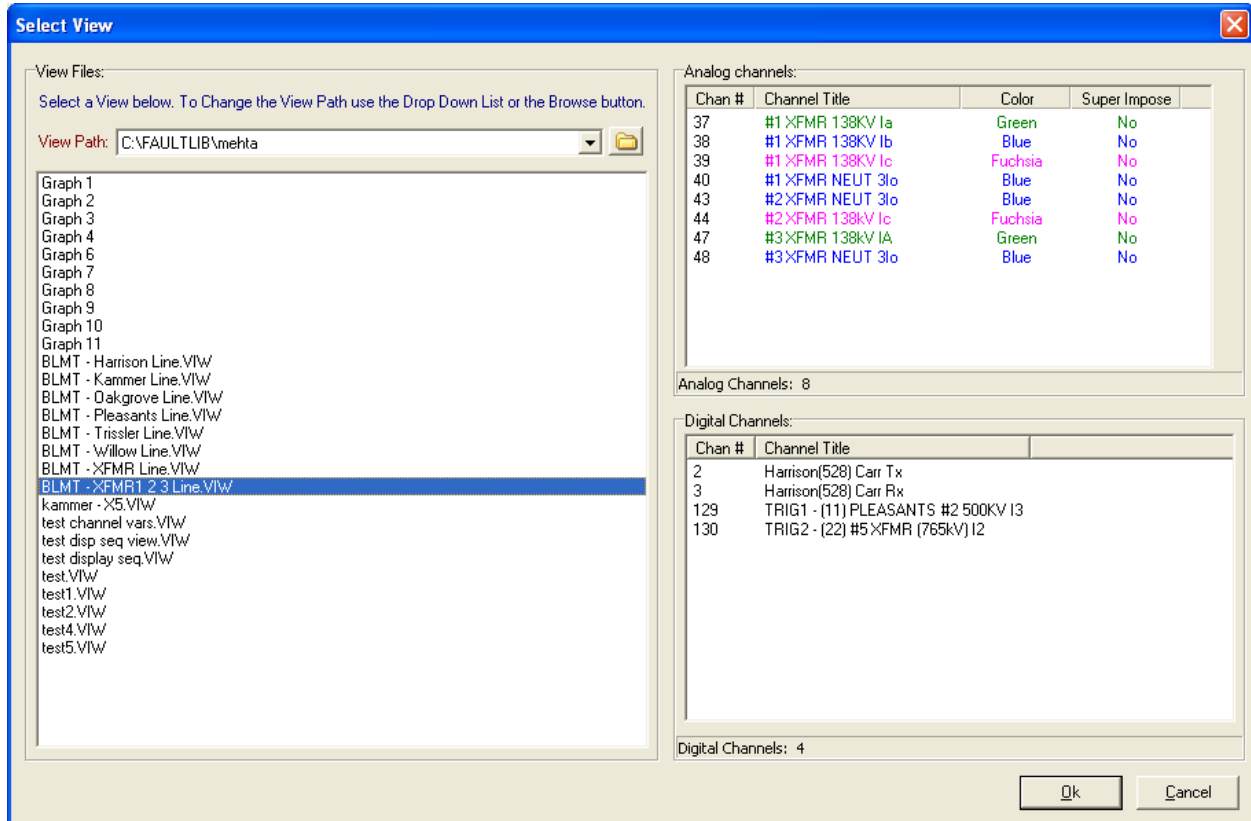 Select View
View Files:
Select a View below. To Change the View Path use the Drop Down List or the Browse button.
View Path: C:\FAULTLIB\mehta
Graph 1
Graph 2
Graph 3
Graph 4
Graph 6
Graph 7
Graph 8
Graph 9
Graph 10
Graph 11
BLMT - Harrison Line.VIW
BLMT - Kammer Line.VIW
BLMT - Oakgrove Line.VIW
BLMT - Pleasants Line.VIW
BLMT - Trissler Line.VIW
BLMT - Willow Line.VIW
BLMT - XFMR Line.VIW
BLMT - XFMR1 2 3 Line.VIW
kammer - X5.VIW
test channel vars.VIW
test disp seq view.VIW
test display seq.VIW
test.VIW
test1.VIW
test2.VIW
test4.VIW
test5.VIW
Analog channels:
Chan # Channel Title Color Super Impose
37 #1 XFMR 138KV Ia Green No
38 #1 XFMR 138KV Ib Blue No
39 #1 XFMR 138KV Ic Fuchsia No
40 #1 XFMR NEUT 3Io Blue No
43 #2 XFMR NEUT 3Io Blue No
44 #2 XFMR 138kV Ic Fuchsia No
47 #3 XFMR 138kV IA Green No
48 #3 XFMR NEUT 3Io Blue No
Analog Channels: 8
Digital Channels:
Chan # Channel Title
2 Harrison(528) Carr Tx
3 Harrison(528) Carr Rx
129 TRIG1 - (11) PLEASANTS #2 500KV I3
130 TRIG2 - (22) #5 XFMR (765kV) I2
Digital Channels: 4
Ok Cancel